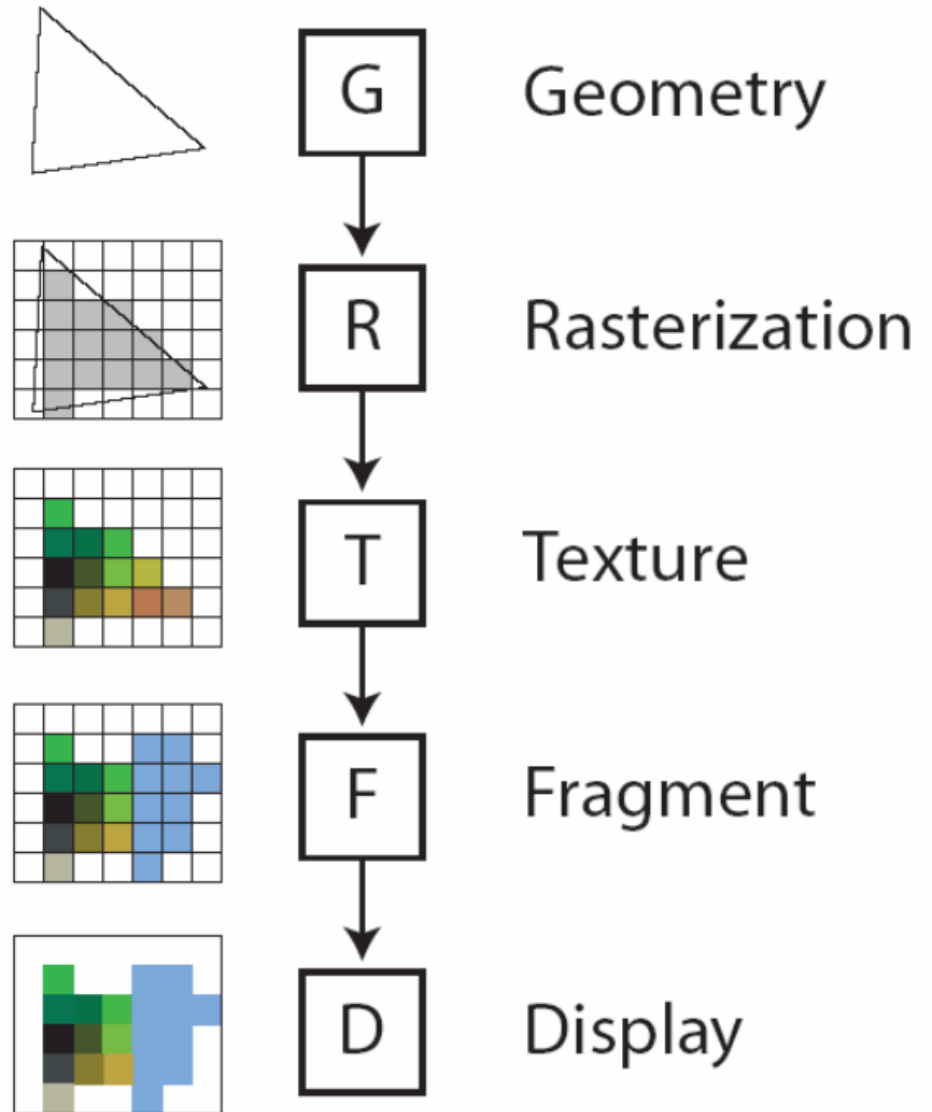 G Geometry
R Rasterization
T Texture
F Fragment
D Display